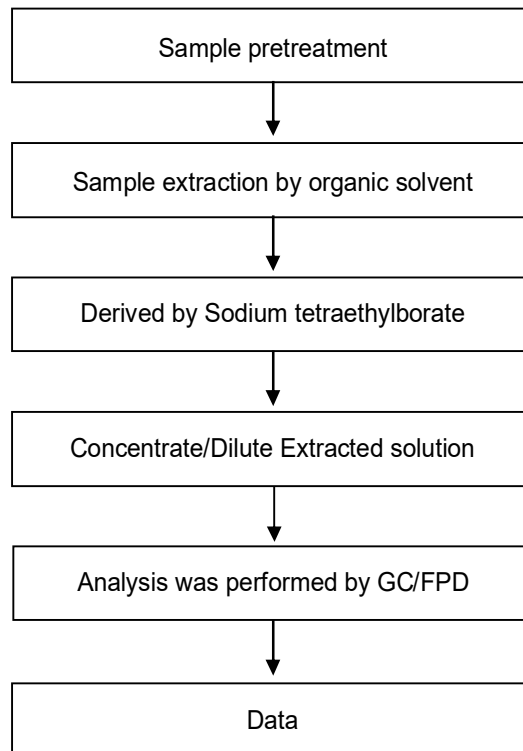 Sample pretreatment
Sample extraction by organic solvent
Derived by Sodium tetraethylborate
Concentrate/Dilute Extracted solution
Analysis was performed by GC/FPD
Data